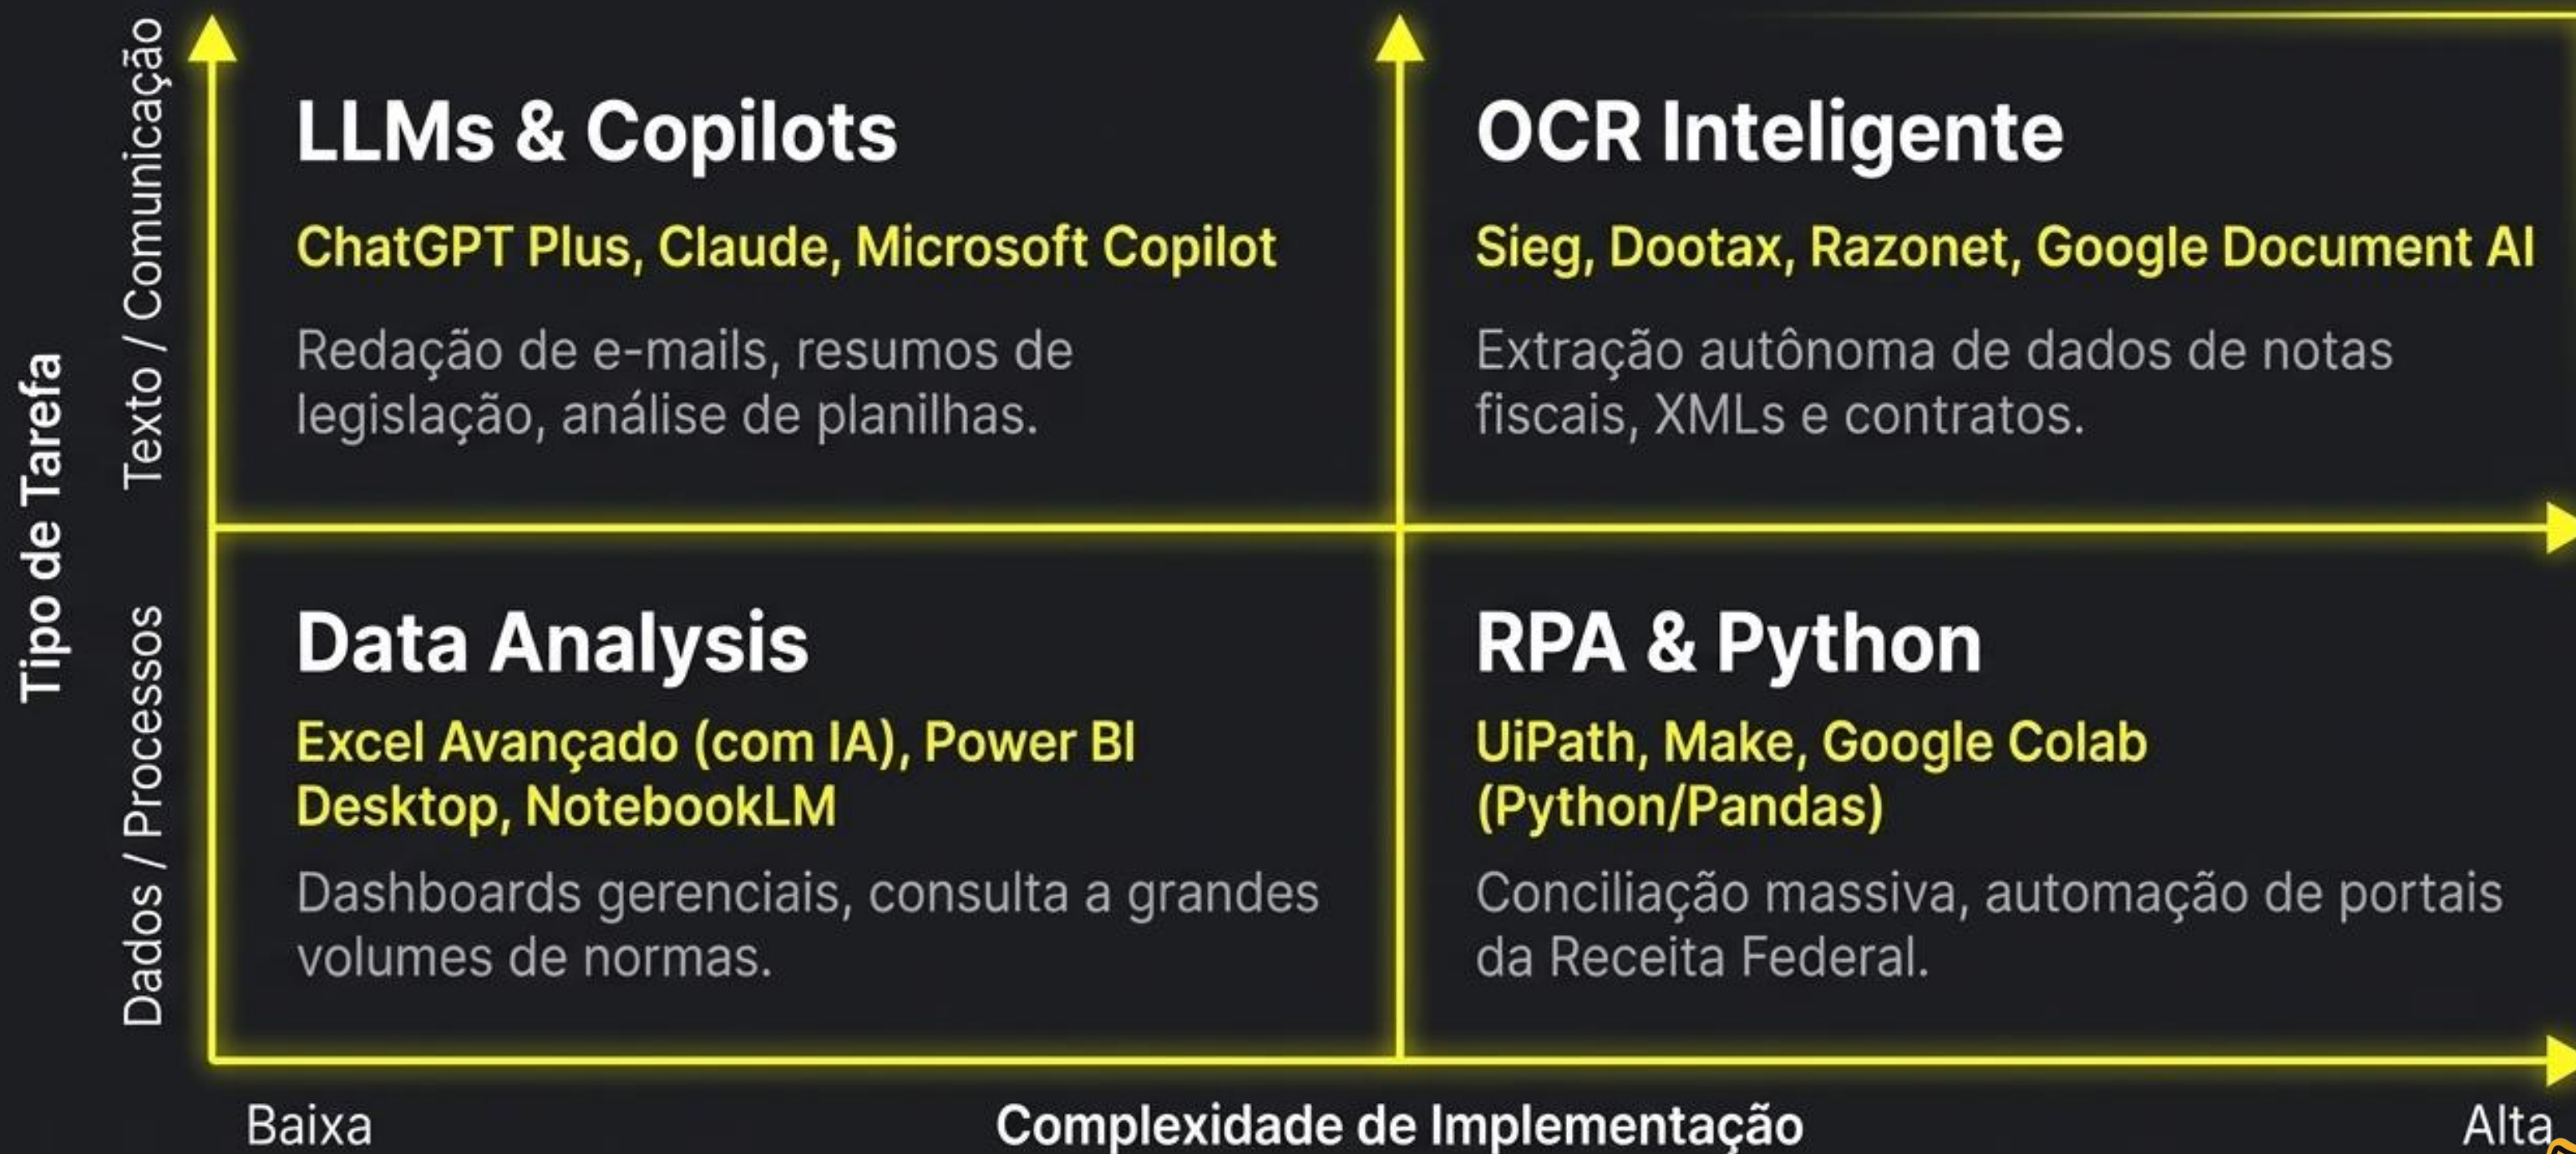 Tipo de Tarefa
Texto / Comunicação
LLMs & Copilots
ChatGPT Plus, Claude, Microsoft Copilot
Redação de e-mails, resumos de
legislação, análise de planilhas.
OCR Inteligente
Sieg, Dootax, Razonet, Google Document AI
Extração autônoma de dados de notas
fiscais, XMLs e contratos.
Dados / Processos
Data Analysis
Excel Avançado (com IA), Power BI
Desktop, NotebookLM
Dashboards gerenciais, consulta a grandes
volumes de normas.
RPA & Python
UiPath, Make, Google Colab
(Python/Pandas)
Conciliação massiva, automação de portais
da Receita Federal.
Baixa
Complexidade de Implementação
Alta